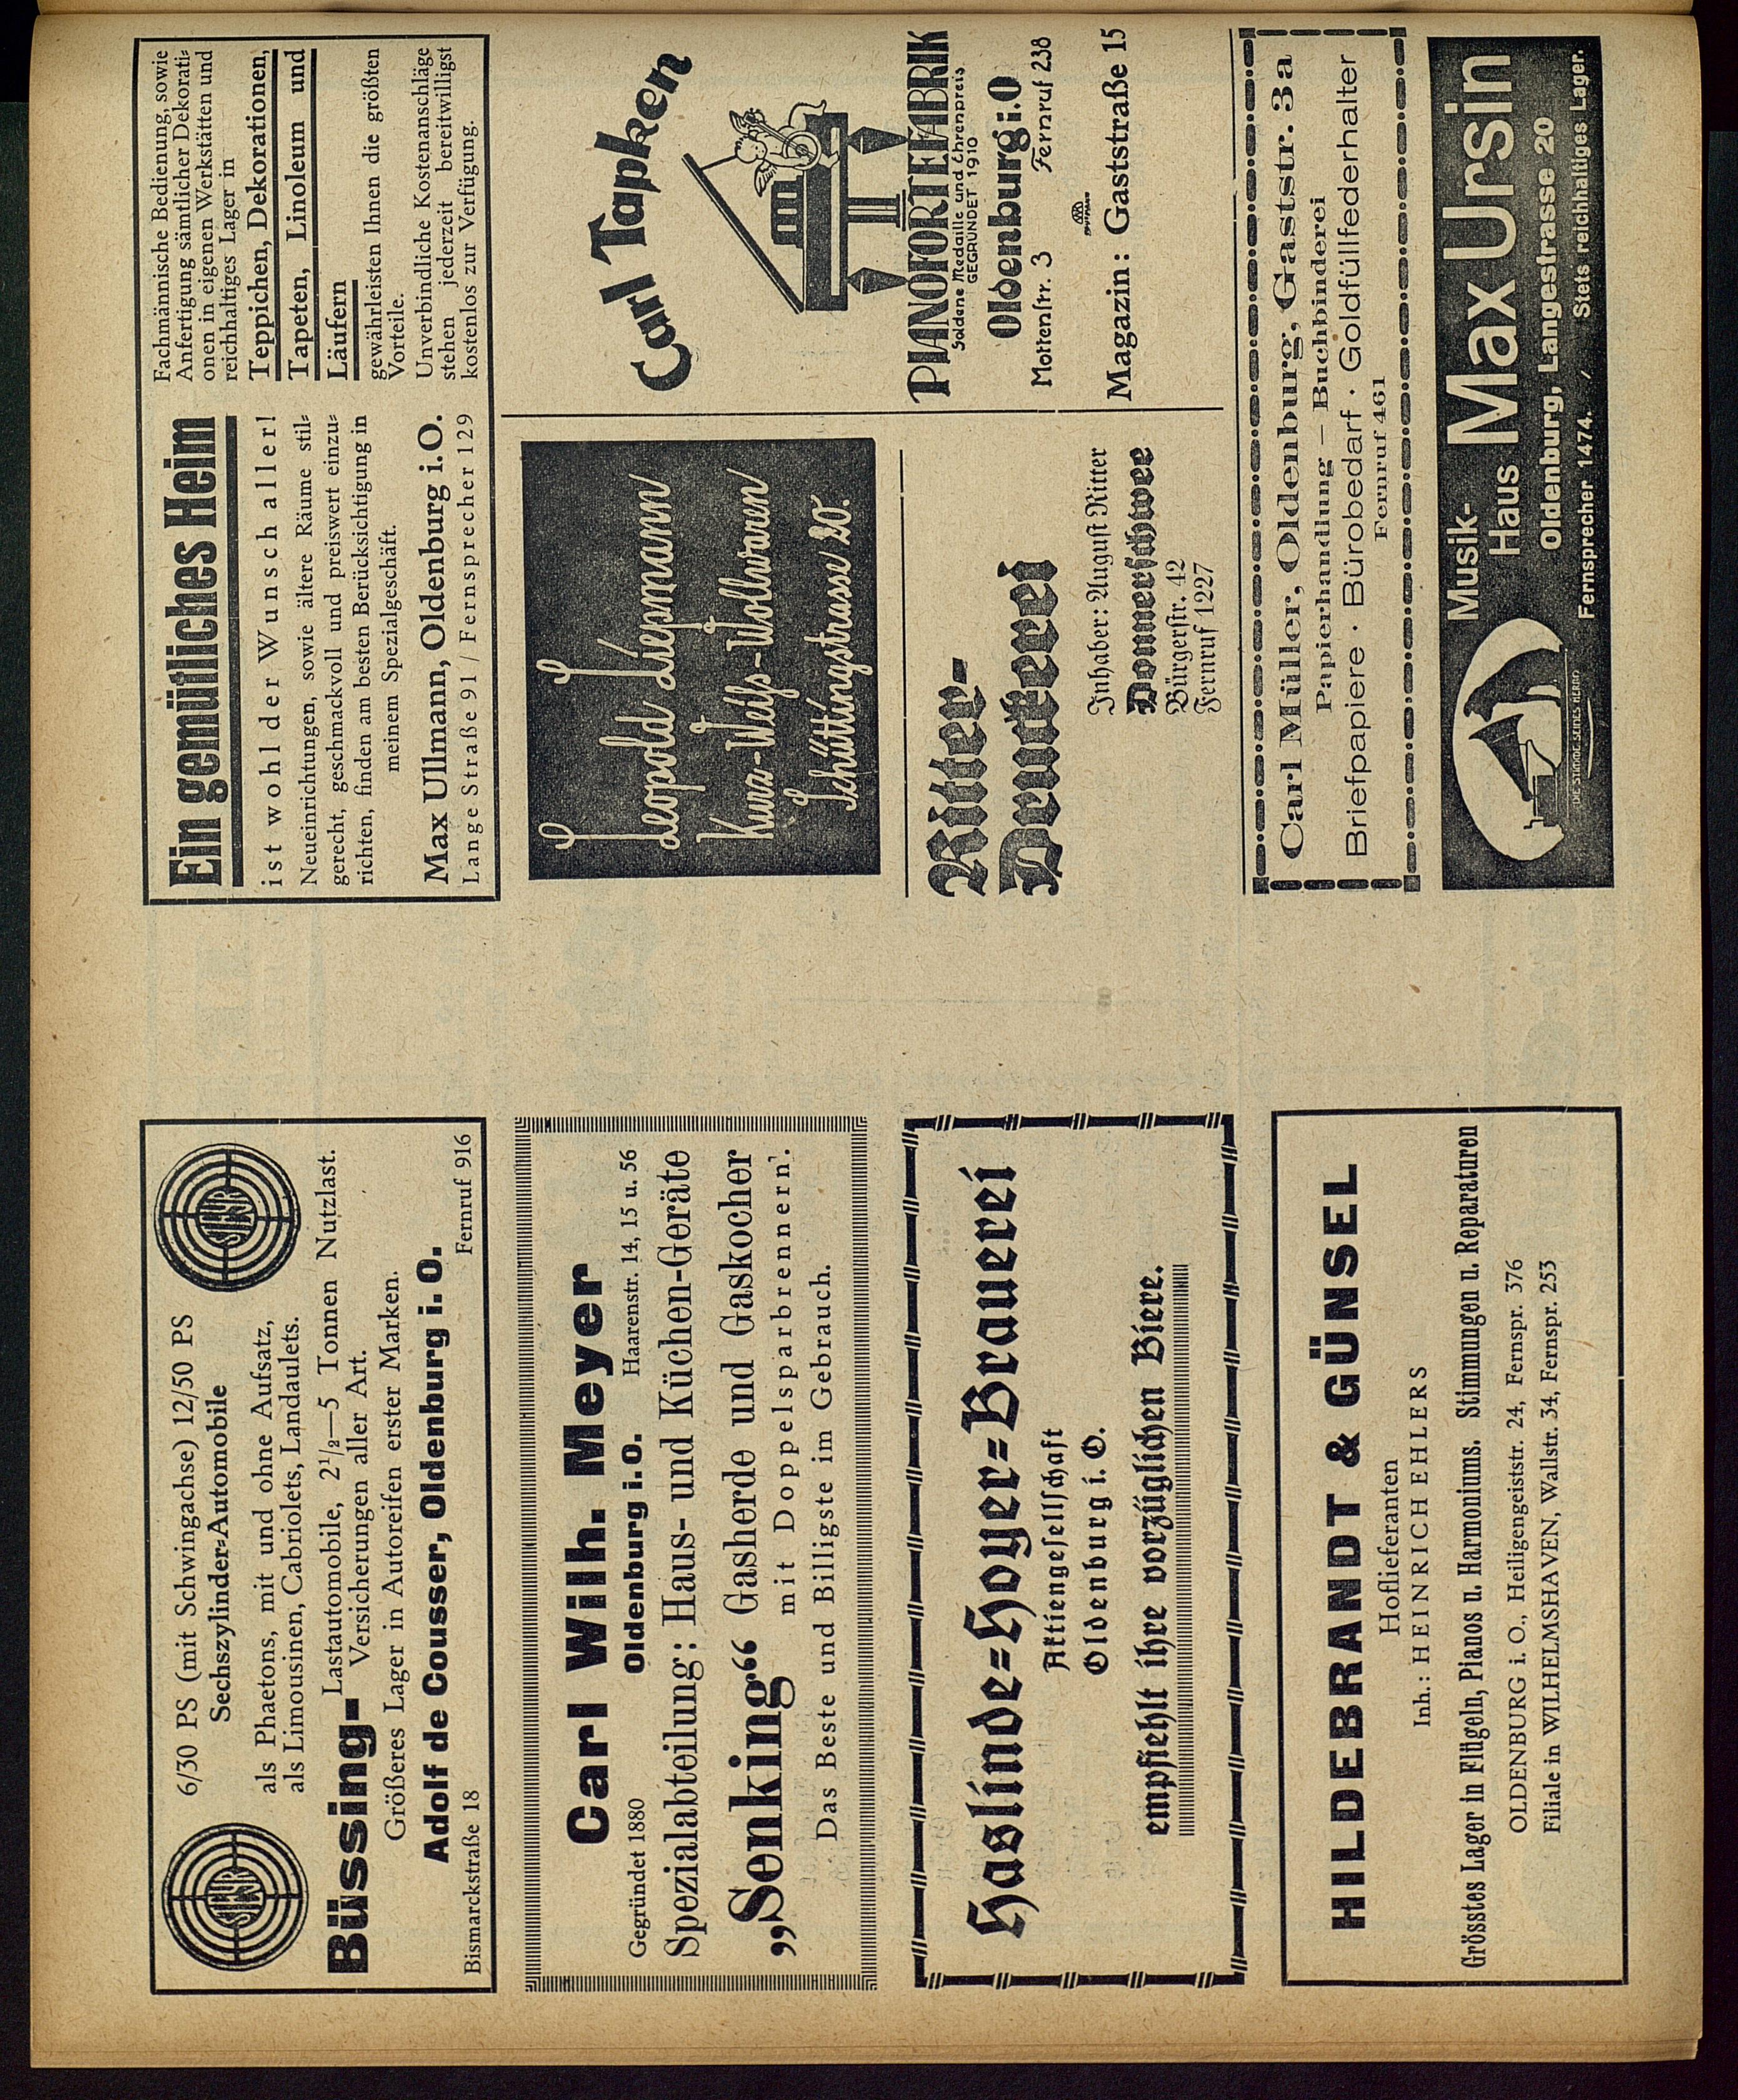 STEYR
6/30 PS (mit Schwingachse) 12/50 PS
STEYR
Sechszylinder-Automobile
als Phaetons, mit und ohne Aufsatz,
als Limousinen, Cabriolets, Landaulets.
Büssing- Lastautomobile, 2¹/₂—5 Tonnen Nutzlast.
Versicherungen aller Art.
Größeres Lager in Autoreifen erster Marken.
Adolf de Cousser, Oldenburg i. O.
Bismarckstraße 18 Fernruf 916
Carl Wilh. Meyer
Gegründet 1880 Oldenburg i. O. Haarenstr. 14, 15 u. 56
Spezialabteilung: Haus- und Küchen-Geräte
„Senking“ Gasherde und Gaskocher
mit Doppelsparbrennern.
Das Beste und Billigste im Gebrauch.
Haslinde-Hoyer-Brauerei
Aktiengesellschaft
Oldenburg i. O.
empfiehlt ihre vorzüglichen Biere.
HILDEBRANDT & GÜNSEL
Hoflieferanten
Inh.: HEINRICH EHLERS
Grösstes Lager in Flügeln, Pianos u. Harmoniums. Stimmungen u. Reparaturen
OLDENBURG i. O., Heiligengeiststr. 24, Fernspr. 376
Filiale in WILHELMSHAVEN, Wallstr. 34, Fernspr. 253
Ein gemütliches Heim
ist wohl der Wunsch aller!
Neueinrichtungen, sowie ältere Räume stil-
gerecht, geschmackvoll und preiswert einzu-
richten, finden am besten Berücksichtigung in
meinem Spezialgeschäft.
Max Ullmann, Oldenburg i. O.
Lange Straße 91 / Fernsprecher 129
Fachmännische Bedienung, sowie
Anfertigung sämtlicher Dekorati-
onen in eigenen Werkstätten und
reichhaltiges Lager in
Teppichen, Dekorationen,
Tapeten, Linoleum und
Läufern
gewährleisten Ihnen die größten
Vorteile.
Unverbindliche Kostenanschläge
stehen jederzeit bereitwilligst
kostenlos zur Verfügung.
Leopold Liepmann
Kurz-Weiß-Wollwaren
Schüttingstrasse 20.
Carl Tapken
PIANOFORTEFABRIK
Goldene Medaille und Ehrenpreis
GEGRÜNDET 1910
Oldenburg i.O
Mottenstr. 3 Fernruf 238
Magazin: Gaststraße 15
Ritter-
Druckerei
Inhaber: August Ritter
Donnerschwee
Bürgerstr. 42
Fernruf 1227
Carl Müller, Oldenburg, Gaststr. 3a
Papierhandlung — Buchbinderei
Briefpapiere · Bürobedarf · Goldfüllfederhalter
Fernruf 461
Musik-
Haus Max Ursin
Oldenburg, Langestrasse 20
Fernsprecher 1474. / Stets reichhaltiges Lager.
DIE STIMME SEINES HERRN